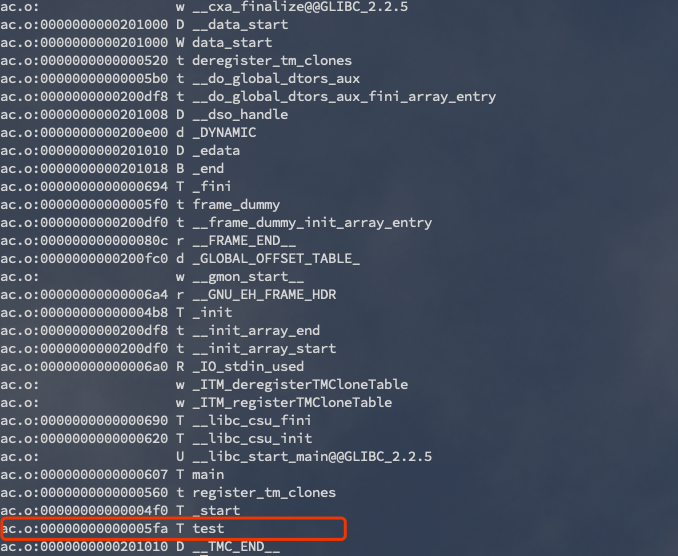 ac.o:                 w __cxa_finalize@@GLIBC_2.2.5
ac.o:0000000000201000 D __data_start
ac.o:0000000000201000 W data_start
ac.o:0000000000000520 t deregister_tm_clones
ac.o:00000000000005b0 t __do_global_dtors_aux
ac.o:0000000000200df8 t __do_global_dtors_aux_fini_array_entry
ac.o:0000000000201008 D __dso_handle
ac.o:0000000000200e00 d _DYNAMIC
ac.o:0000000000201010 D _edata
ac.o:0000000000201018 B _end
ac.o:0000000000000694 T _fini
ac.o:00000000000005f0 t frame_dummy
ac.o:0000000000200df0 t __frame_dummy_init_array_entry
ac.o:000000000000080c r __FRAME_END__
ac.o:0000000000200fc0 d _GLOBAL_OFFSET_TABLE_
ac.o:                 w __gmon_start__
ac.o:00000000000006a4 r __GNU_EH_FRAME_HDR
ac.o:00000000000004b8 T _init
ac.o:0000000000200df8 t __init_array_end
ac.o:0000000000200df0 t __init_array_start
ac.o:00000000000006a0 R _IO_stdin_used
ac.o:                 w _ITM_deregisterTMCloneTable
ac.o:                 w _ITM_registerTMCloneTable
ac.o:0000000000000690 T __libc_csu_fini
ac.o:0000000000000620 T __libc_csu_init
ac.o:                 U __libc_start_main@@GLIBC_2.2.5
ac.o:0000000000000607 T main
ac.o:0000000000000560 t register_tm_clones
ac.o:00000000000004f0 T _start
ac.o:00000000000005fa T test
ac.o:0000000000201010 D __TMC_END__